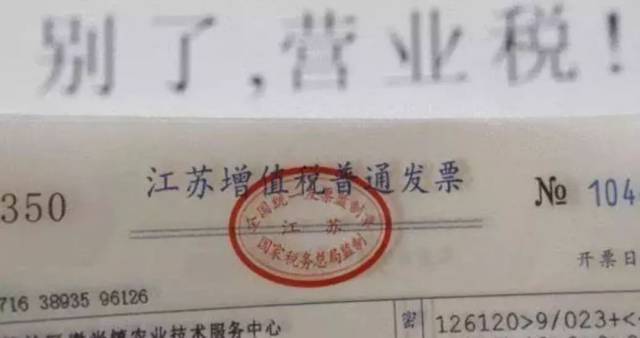 别了,营业税!
江苏增值税普通发票
350
№ 104
全国统一发票监制章
江 苏
国家税务总局监制
开票日
716 38935 96126
农业技术服务中心
密
126120>9/023+<